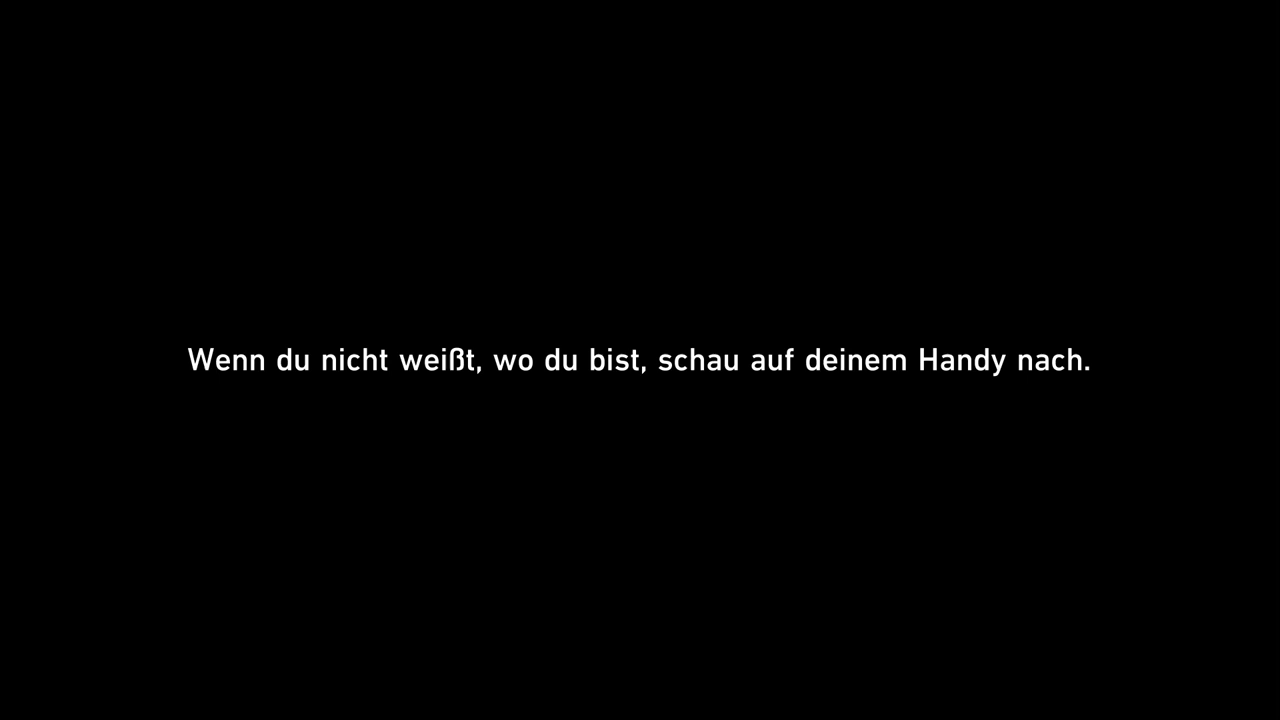 Wenn du nicht weißt, wo du bist, schau auf deinem Handy nach.